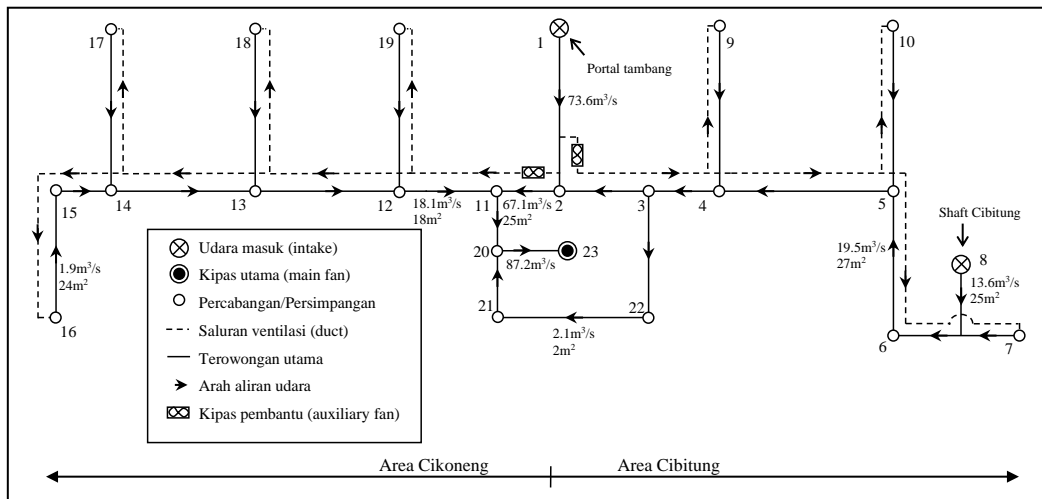 17
18
19
1
9
10
Portal tambang
73.6m³/s
15
14
13
12
11
2
3
4
5
18.1m³/s
18m²
67.1m³/s
25m²
Shaft Cibitung
8
13.6m³/s
25m²
19.5m³/s
27m²
1.9m³/s
24m²
16
20
87.2m³/s
23
21
22
2.1m³/s
2m²
6
7
Udara masuk (intake)
Kipas utama (main fan)
Percabangan/Persimpangan
Saluran ventilasi (duct)
Terowongan utama
Arah aliran udara
Kipas pembantu (auxiliary fan)
Area Cikoneng
Area Cibitung